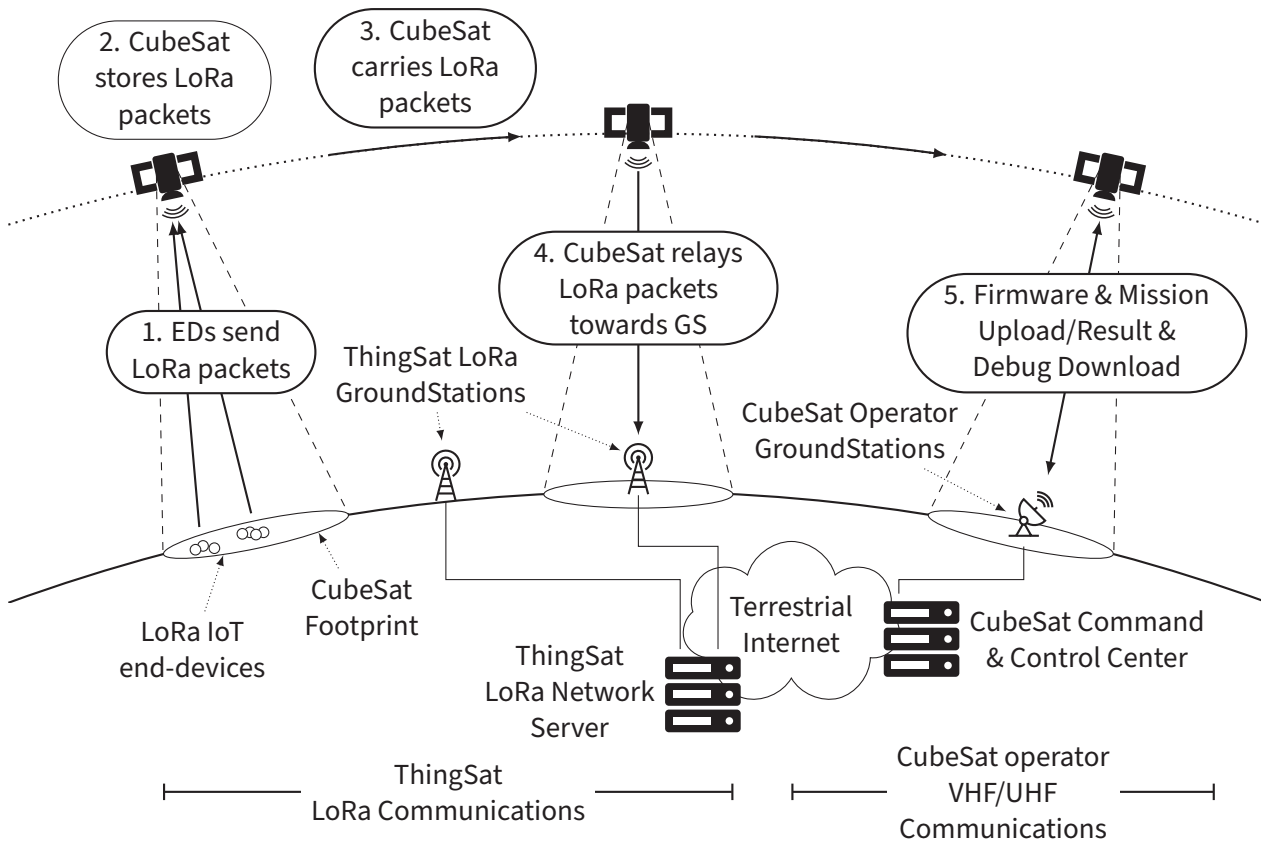 2. CubeSat
stores LoRa
packets
3. CubeSat
carries LoRa
packets
1. EDs send
LoRa packets
4. CubeSat relays
LoRa packets
towards GS
5. Firmware & Mission
Upload/Result &
Debug Download
ThingSat LoRa
GroundStations
CubeSat Operator
GroundStations
CubeSat
Footprint
LoRa IoT
end-devices
Terrestrial
Internet
CubeSat Command
& Control Center
ThingSat
LoRa Network
Server
ThingSat
LoRa Communications
CubeSat operator
VHF/UHF
Communications